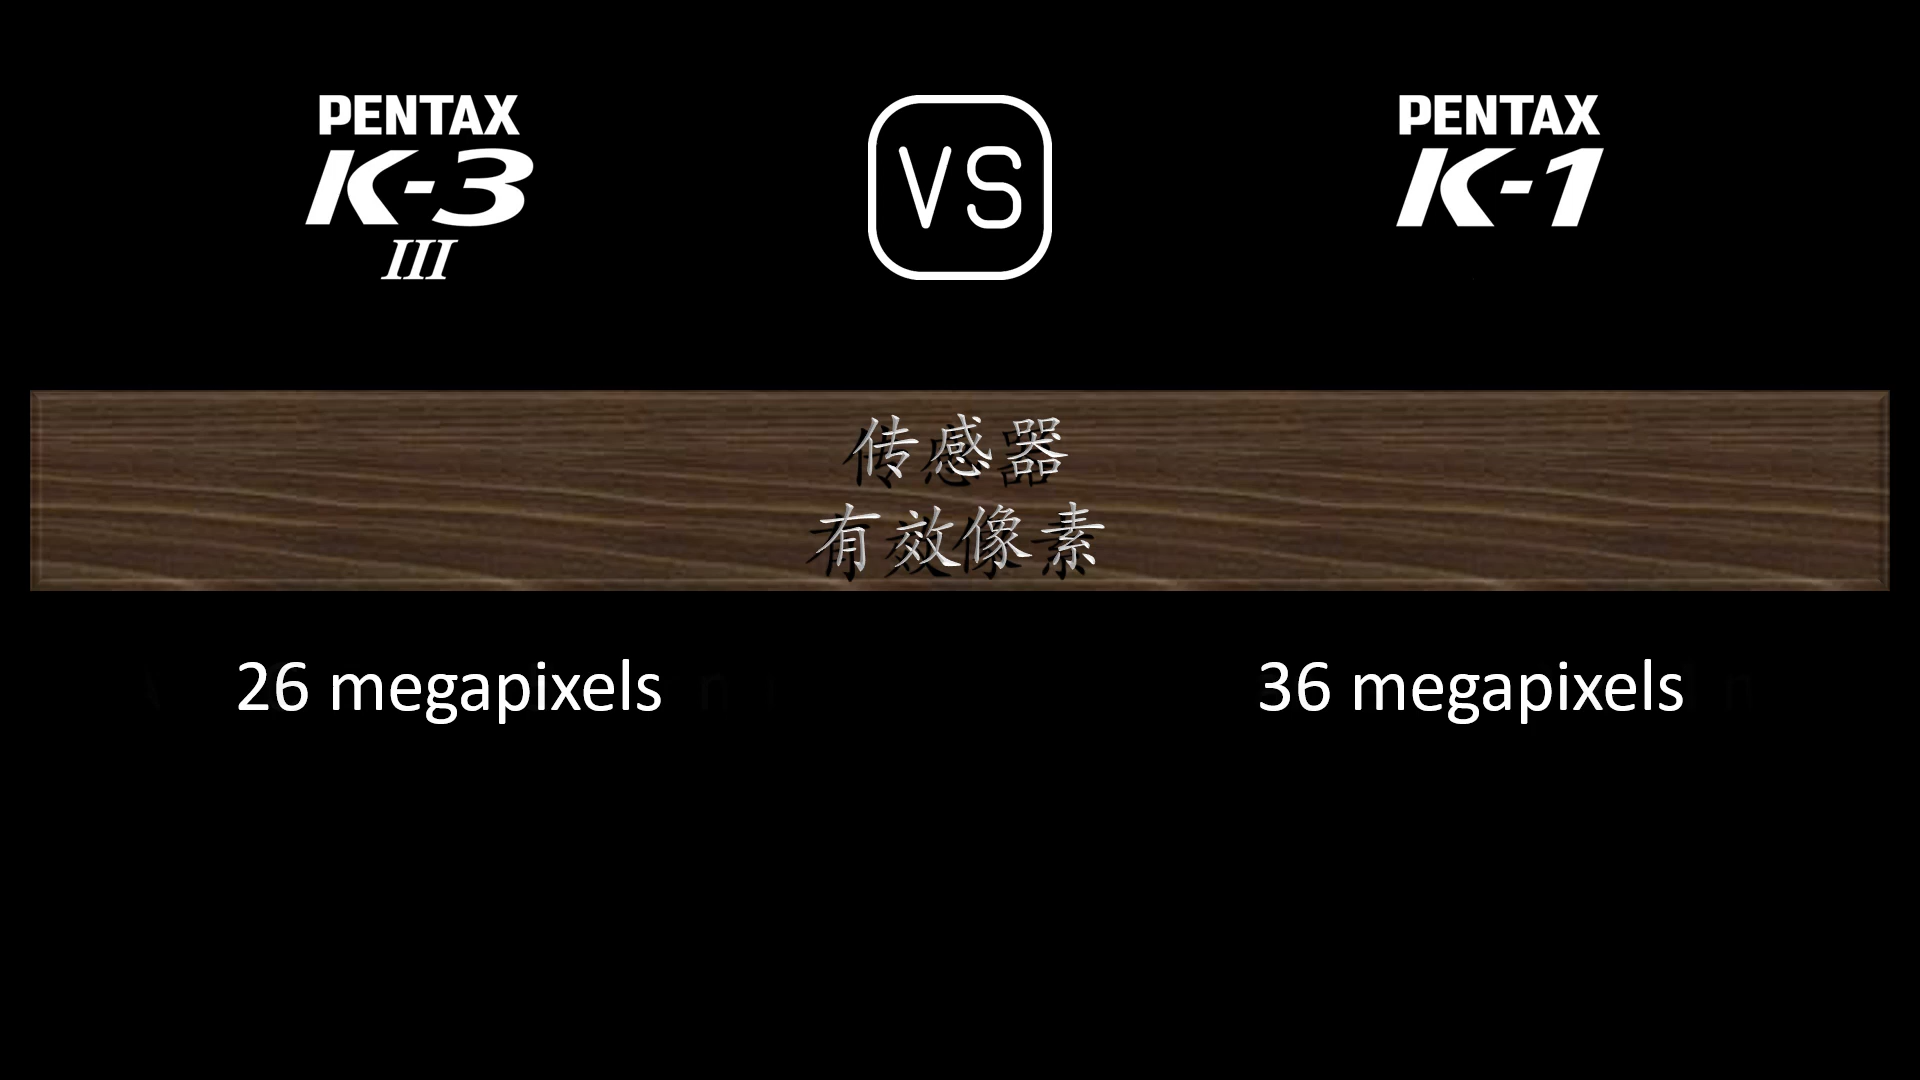 PENTAX
K-3
III
VS
PENTAX
K-1
传感器
有效像素
26 megapixels
36 megapixels